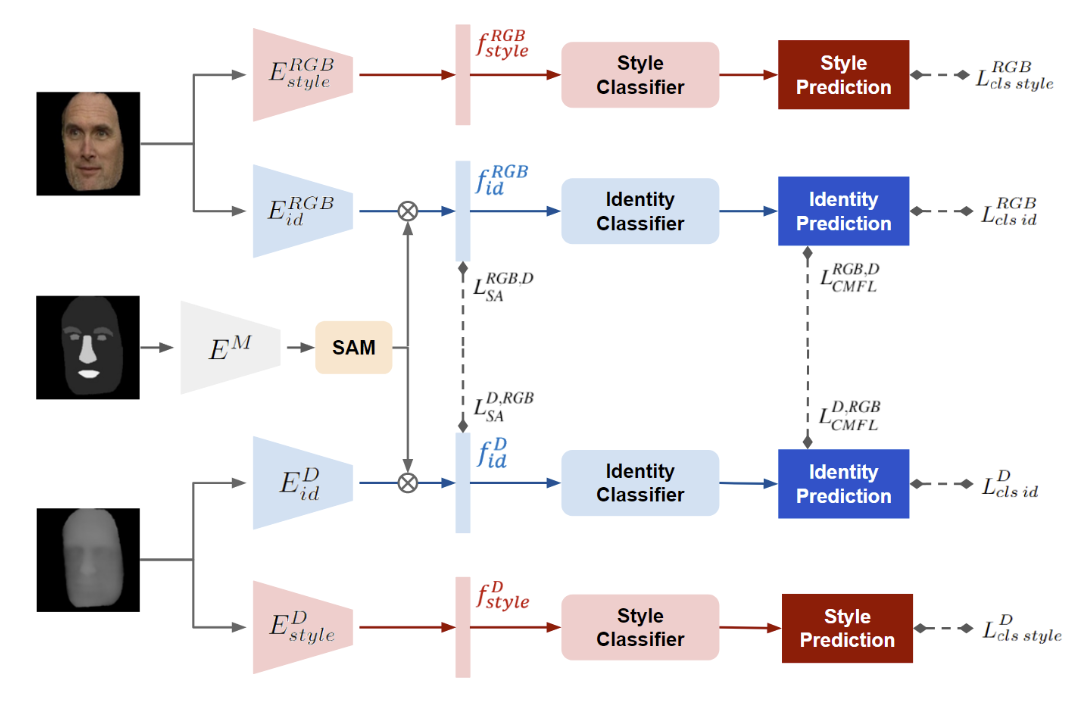 E_{style}^{RGB}
f_{style}^{RGB}
Style
Classifier
Style
Prediction
L_{cls style}^{RGB}
E_{id}^{RGB}
f_{id}^{RGB}
Identity
Classifier
Identity
Prediction
L_{cls id}^{RGB}
L_{SA}^{RGB,D}
L_{CMFL}^{RGB,D}
E^{M}
SAM
L_{SA}^{D,RGB}
L_{CMFL}^{D,RGB}
E_{id}^{D}
f_{id}^{D}
Identity
Classifier
Identity
Prediction
L_{cls id}^{D}
E_{style}^{D}
f_{style}^{D}
Style
Classifier
Style
Prediction
L_{cls style}^{D}